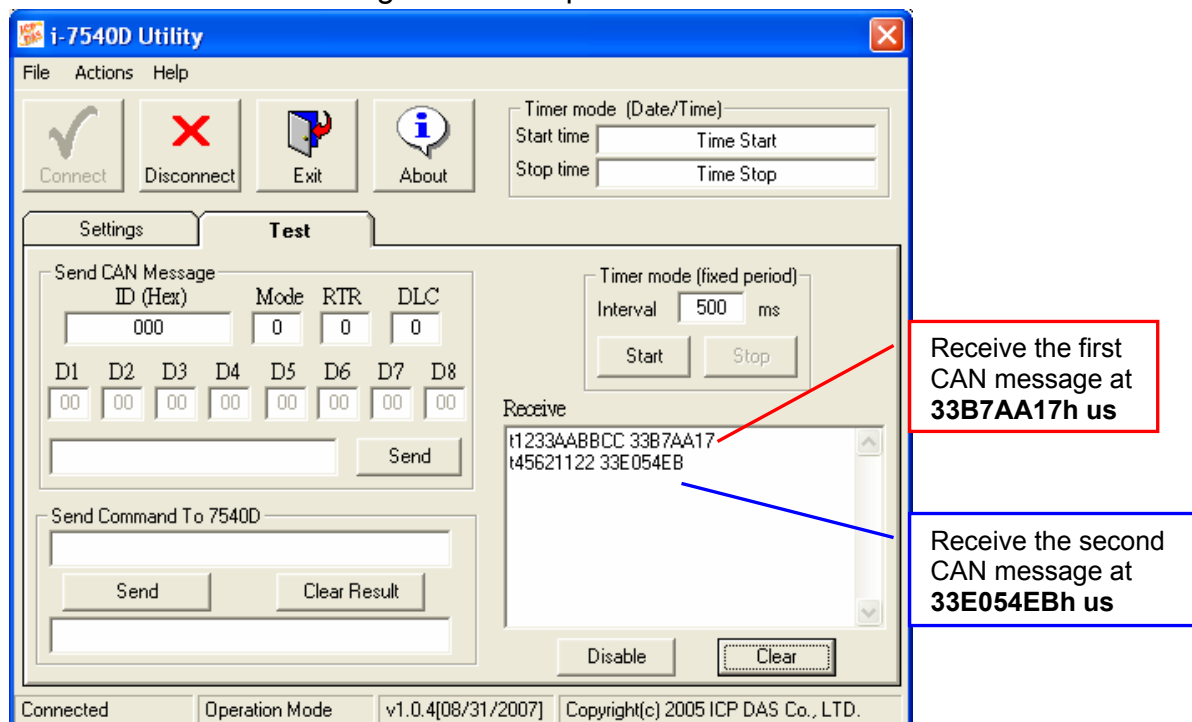 i-7540D Utility
File Actions Help
Connect Disconnect Exit About
Timer mode (Date/Time)
Start time Time Start
Stop time Time Stop
Settings Test
Send CAN Message
ID (Hex) Mode RTR DLC
000 0 0 0
D1 D2 D3 D4 D5 D6 D7 D8
00 00 00 00 00 00 00 00
Send
Send Command To 7540D
Send Clear Result
Timer mode (fixed period)
Interval 500 ms
Start Stop
Receive
t1233AABBCC 33B7AA17
t45621122 33E054EB
Disable Clear
Connected Operation Mode v1.0.4[08/31/2007] Copyright(c) 2005 ICP DAS Co., LTD.
Receive the first
CAN message at
33B7AA17h us
Receive the second
CAN message at
33E054EBh us